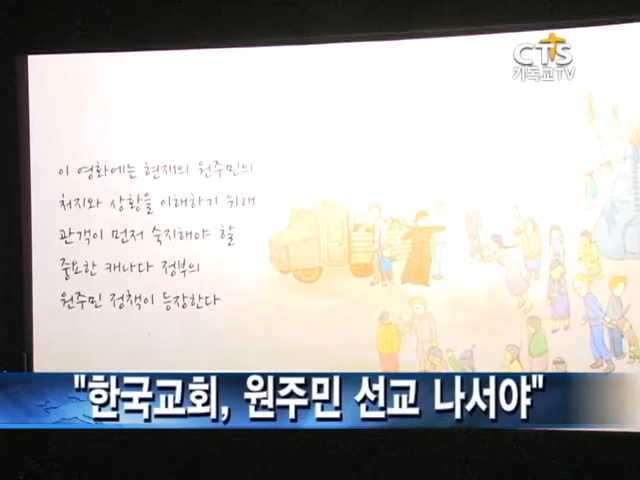 CTS
기독교TV
이 영화에는 현재의 원주민의
처지와 상황을 이해하기 위해
관객이 먼저 숙지해야 할
중요한 캐나다 정부의
원주민 정책이 등장한다
"한국교회, 원주민 선교 나서야"